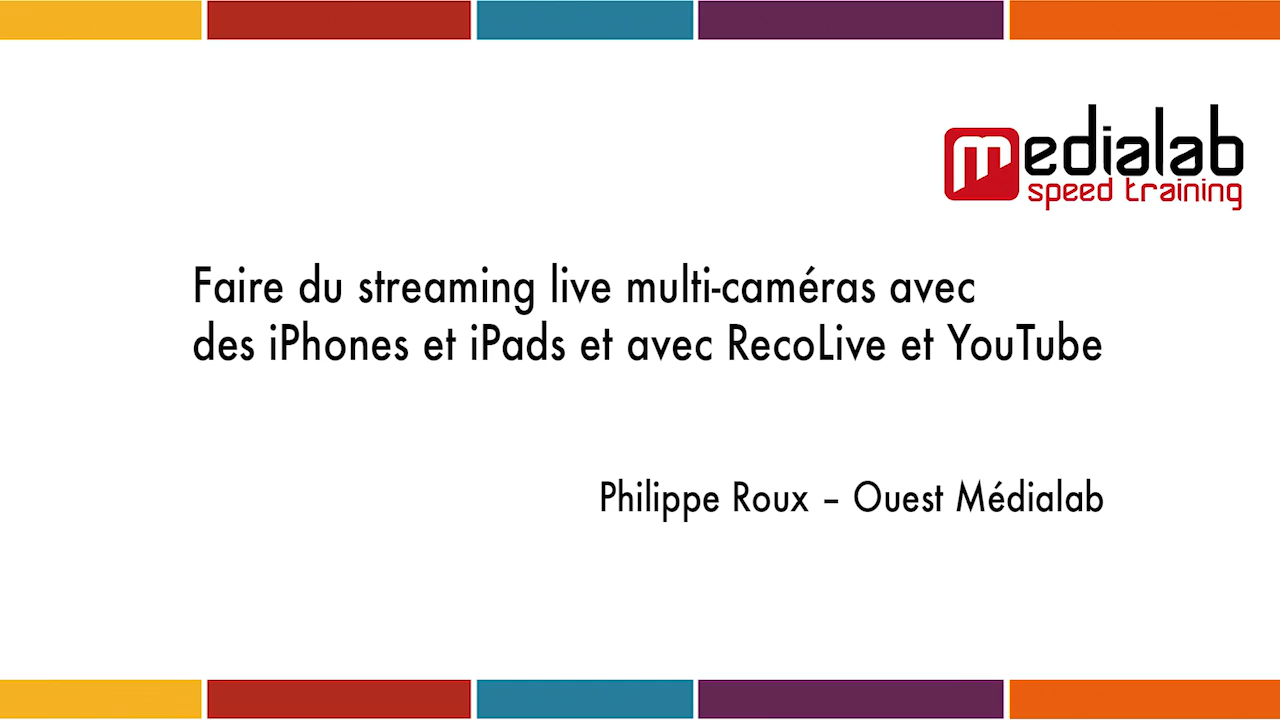 medialab
speed training
Faire du streaming live multi-caméras avec
des iPhones et iPads et avec RecoLive et YouTube
Philippe Roux – Ouest Médialab